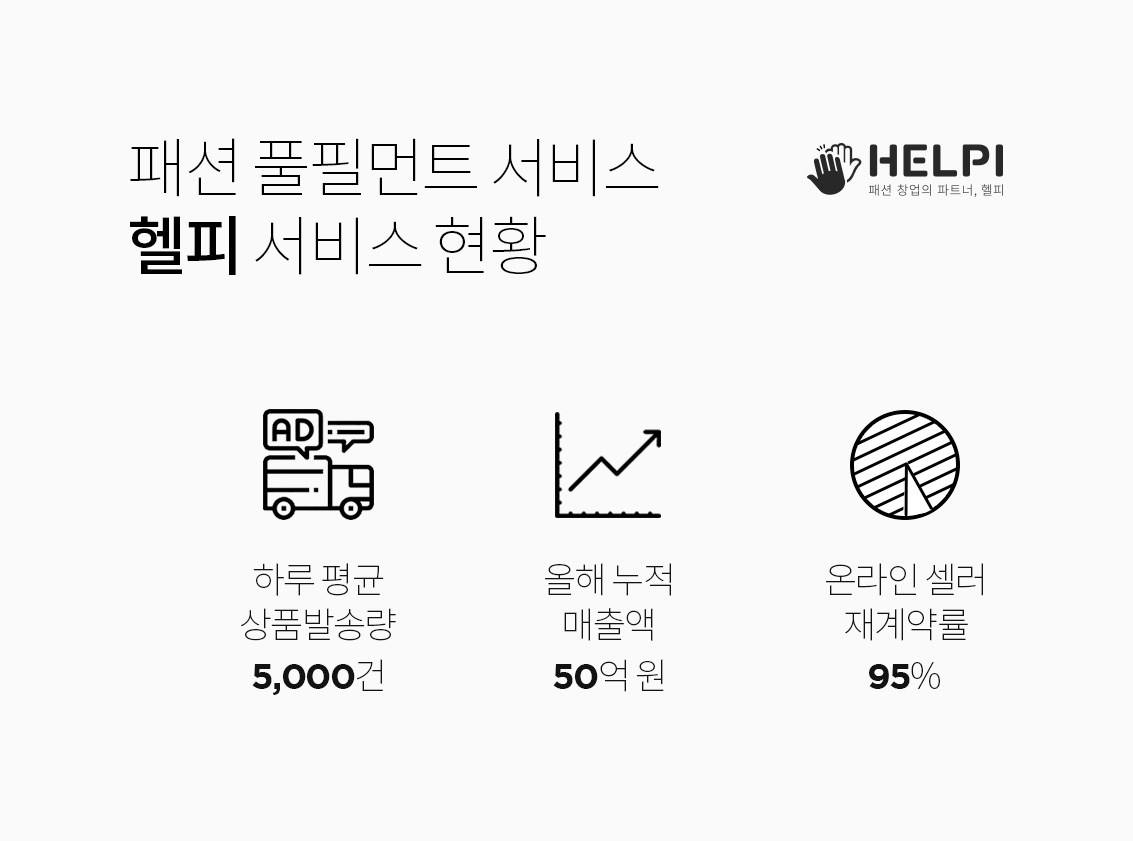 패션 풀필먼트 서비스
헬피 서비스 현황
HELPI
패션 창업의 파트너, 헬피
AD
하루 평균
상품발송량
5,000건
올해 누적
매출액
50억 원
온라인 셀러
재계약률
95%